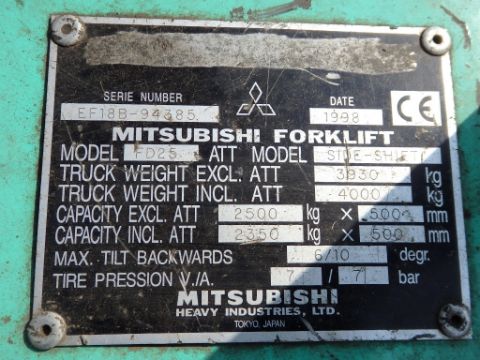 SERIE NUMBER DATE
EF18B-94385 1998 CE
MITSUBISHI FORKLIFT
MODEL FD25 ATT MODEL SIDE-SHIFT
TRUCK WEIGHT EXCL. ATT 3930 kg
TRUCK WEIGHT INCL. ATT 4000 kg
CAPACITY EXCL. ATT 2500 kg × 500 mm
CAPACITY INCL. ATT 2350 kg × 500 mm
MAX. TILT BACKWARDS 6/10 degr.
TIRE PRESSION V./A. 7 / 7 bar
MITSUBISHI
HEAVY INDUSTRIES, LTD.
TOKYO, JAPAN